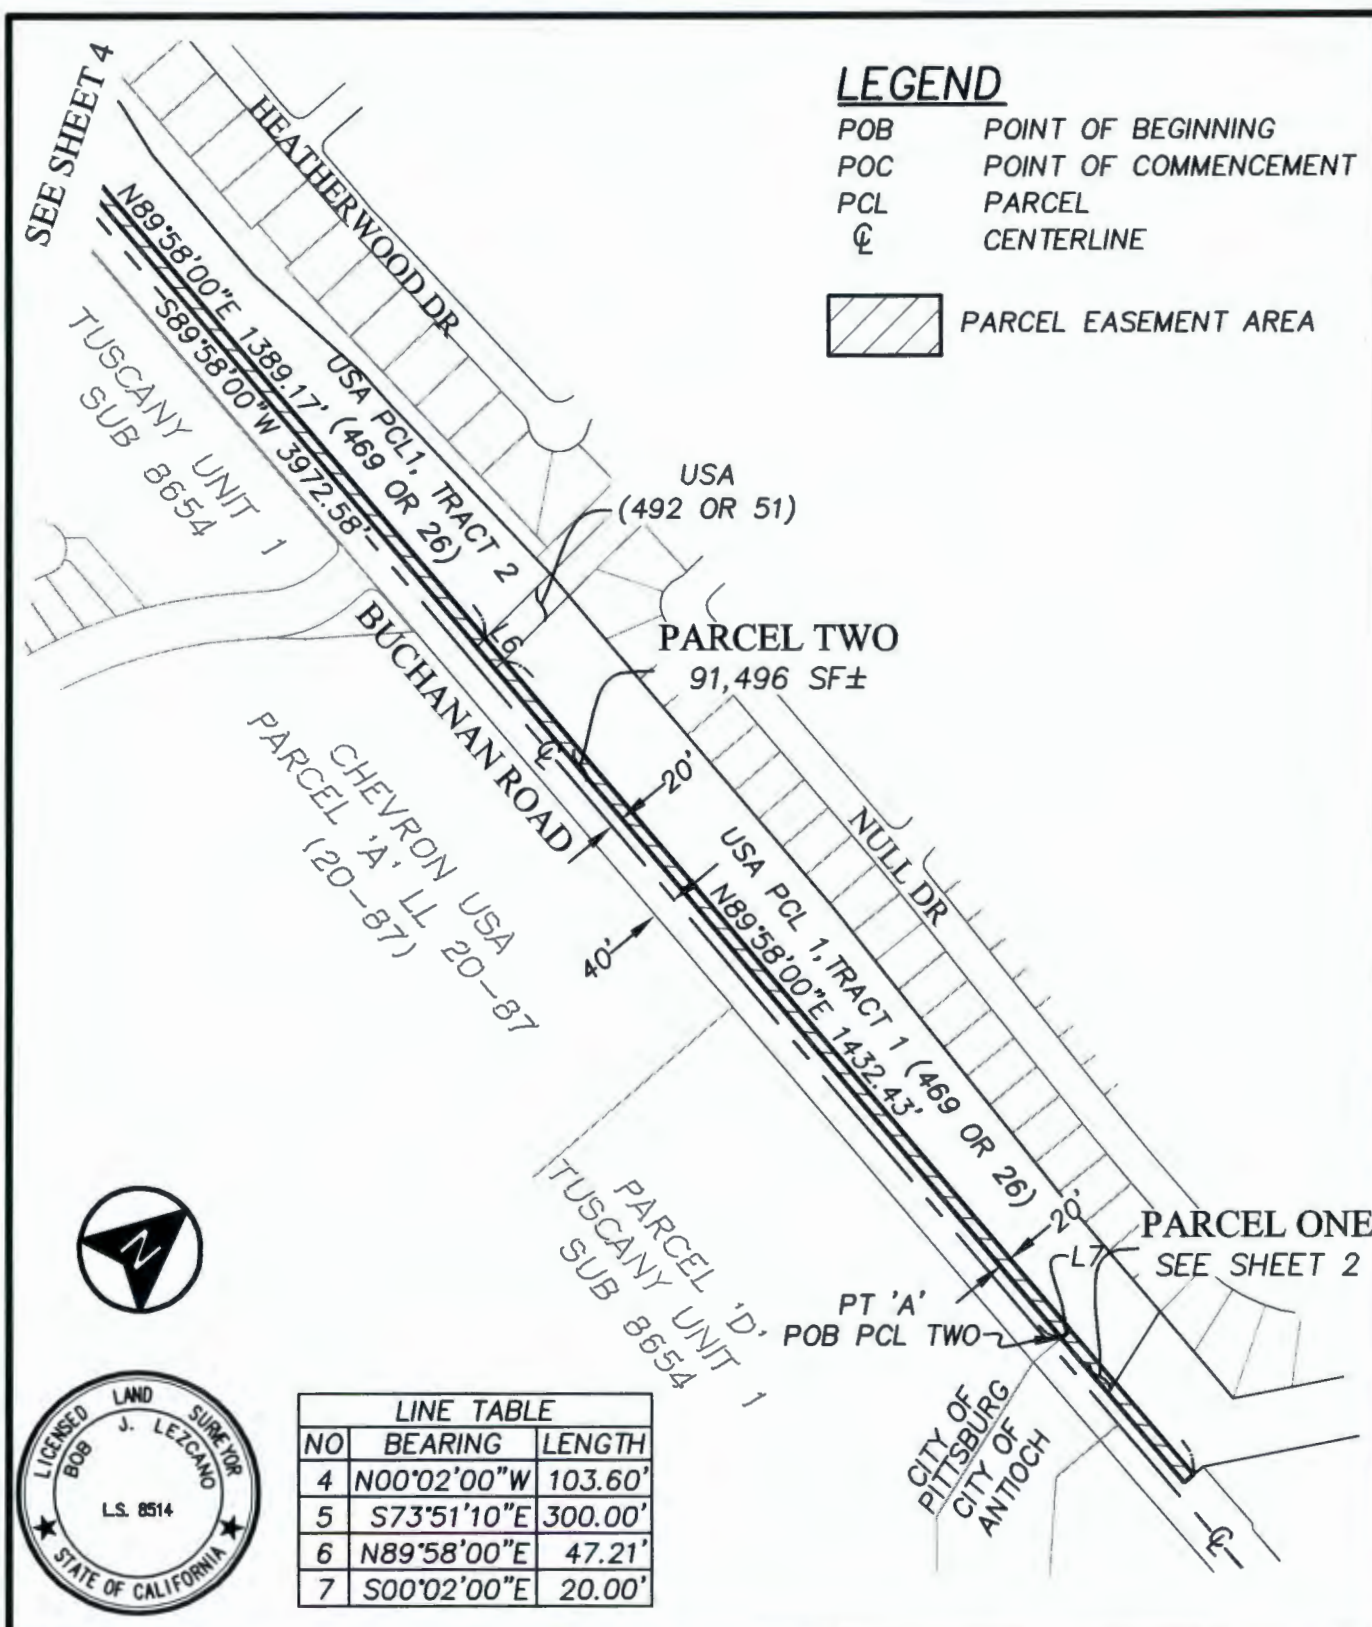 SEE SHEET 4
HEATHERWOOD DR
LEGEND
POB POINT OF BEGINNING
POC POINT OF COMMENCEMENT
PCL PARCEL
℄ CENTERLINE
PARCEL EASEMENT AREA
N89°58'00"E 1389.17'
S89°58'00"W 3972.58'
USA PCL1, TRACT 2
(469 OR 26)
TUSCANY UNIT 1
SUB 8654
USA
(492 OR 51)
L6
PARCEL TWO
91,496 SF±
BUCHANAN ROAD
℄
20'
40'
CHEVRON USA
PARCEL 'A' LL 20-87
(20-87)
NULL DR
USA PCL 1, TRACT 1 (469 OR 26)
N89°58'00"E 1432.43'
PARCEL 'D'
TUSCANY UNIT 1
SUB 8654
20'
L7
PARCEL ONE
SEE SHEET 2
PT 'A'
POB PCL TWO
CITY OF
PITTSBURG
CITY OF
ANTIOCH
℄
N
LICENSED LAND SURVEYOR
BOB J. LEZCANO
L.S. 8514
STATE OF CALIFORNIA
LINE TABLE
NO BEARING LENGTH
4 N00°02'00"W 103.60'
5 S73°51'10"E 300.00'
6 N89°58'00"E 47.21'
7 S00°02'00"E 20.00'